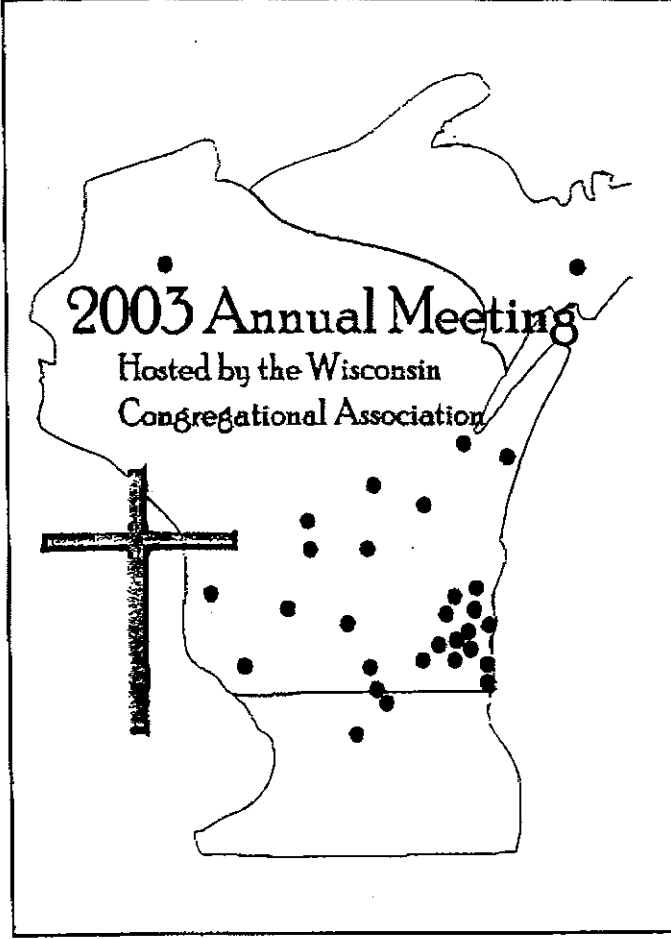 2003 Annual Meeting
Hosted by the Wisconsin
Congregational Association